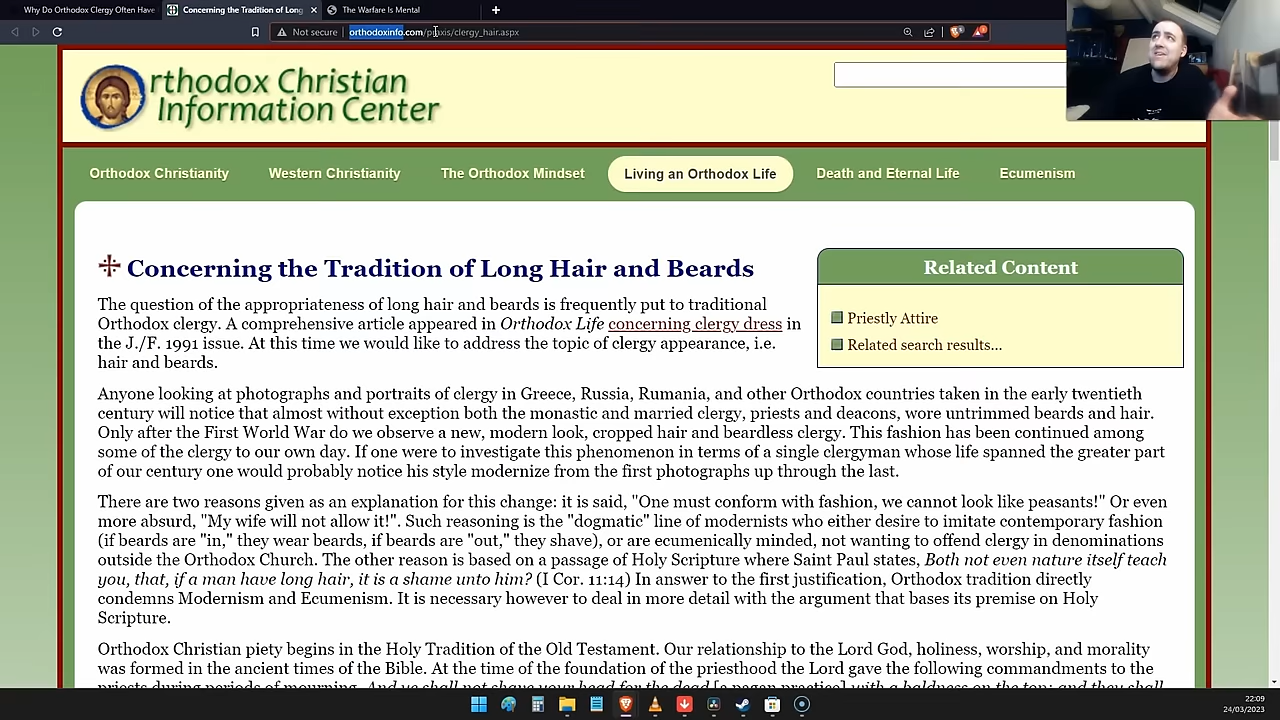 Why Do Orthodox Clergy Often Have
Concerning the Tradition of Long
The Warfare Is Mental
Not secure
orthodoxinfo.com/praxis/clergy_hair.aspx
Orthodox Christian
Information Center
Orthodox Christianity
Western Christianity
The Orthodox Mindset
Living an Orthodox Life
Death and Eternal Life
Ecumenism
Concerning the Tradition of Long Hair and Beards
The question of the appropriateness of long hair and beards is frequently put to traditional
Orthodox clergy. A comprehensive article appeared in Orthodox Life concerning clergy dress in
the J./F. 1991 issue. At this time we would like to address the topic of clergy appearance, i.e.
hair and beards.
Related Content
Priestly Attire
Related search results...
Anyone looking at photographs and portraits of clergy in Greece, Russia, Rumania, and other Orthodox countries taken in the early twentieth
century will notice that almost without exception both the monastic and married clergy, priests and deacons, wore untrimmed beards and hair.
Only after the First World War do we observe a new, modern look, cropped hair and beardless clergy. This fashion has been continued among
some of the clergy to our own day. If one were to investigate this phenomenon in terms of a single clergyman whose life spanned the greater part
of our century one would probably notice his style modernize from the first photographs up through the last.
There are two reasons given as an explanation for this change: it is said, "One must conform with fashion, we cannot look like peasants!" Or even
more absurd, "My wife will not allow it!". Such reasoning is the "dogmatic" line of modernists who either desire to imitate contemporary fashion
(if beards are "in," they wear beards, if beards are "out," they shave), or are ecumenically minded, not wanting to offend clergy in denominations
outside the Orthodox Church. The other reason is based on a passage of Holy Scripture where Saint Paul states, Both not even nature itself teach
you, that, if a man have long hair, it is a shame unto him? (I Cor. 11:14) In answer to the first justification, Orthodox tradition directly
condemns Modernism and Ecumenism. It is necessary however to deal in more detail with the argument that bases its premise on Holy
Scripture.
Orthodox Christian piety begins in the Holy Tradition of the Old Testament. Our relationship to the Lord God, holiness, worship, and morality
was formed in the ancient times of the Bible. At the time of the foundation of the priesthood the Lord gave the following commandments to the
priests during periods of mourning, And ye shall not shave your head for the dead [a pagan practice] with a baldness on the top; and they shall
22:09
24/03/2023